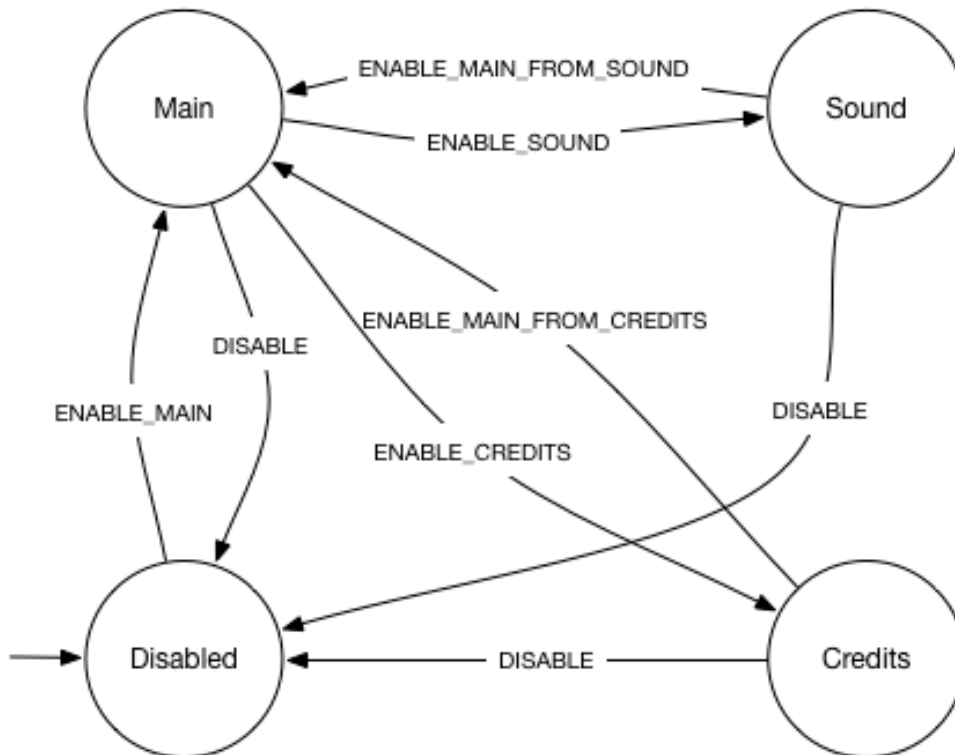 ENABLE_MAIN_FROM_SOUND
Main
Sound
ENABLE_SOUND
ENABLE_MAIN_FROM_CREDITS
DISABLE
ENABLE_MAIN
DISABLE
ENABLE_CREDITS
Disabled
DISABLE
Credits